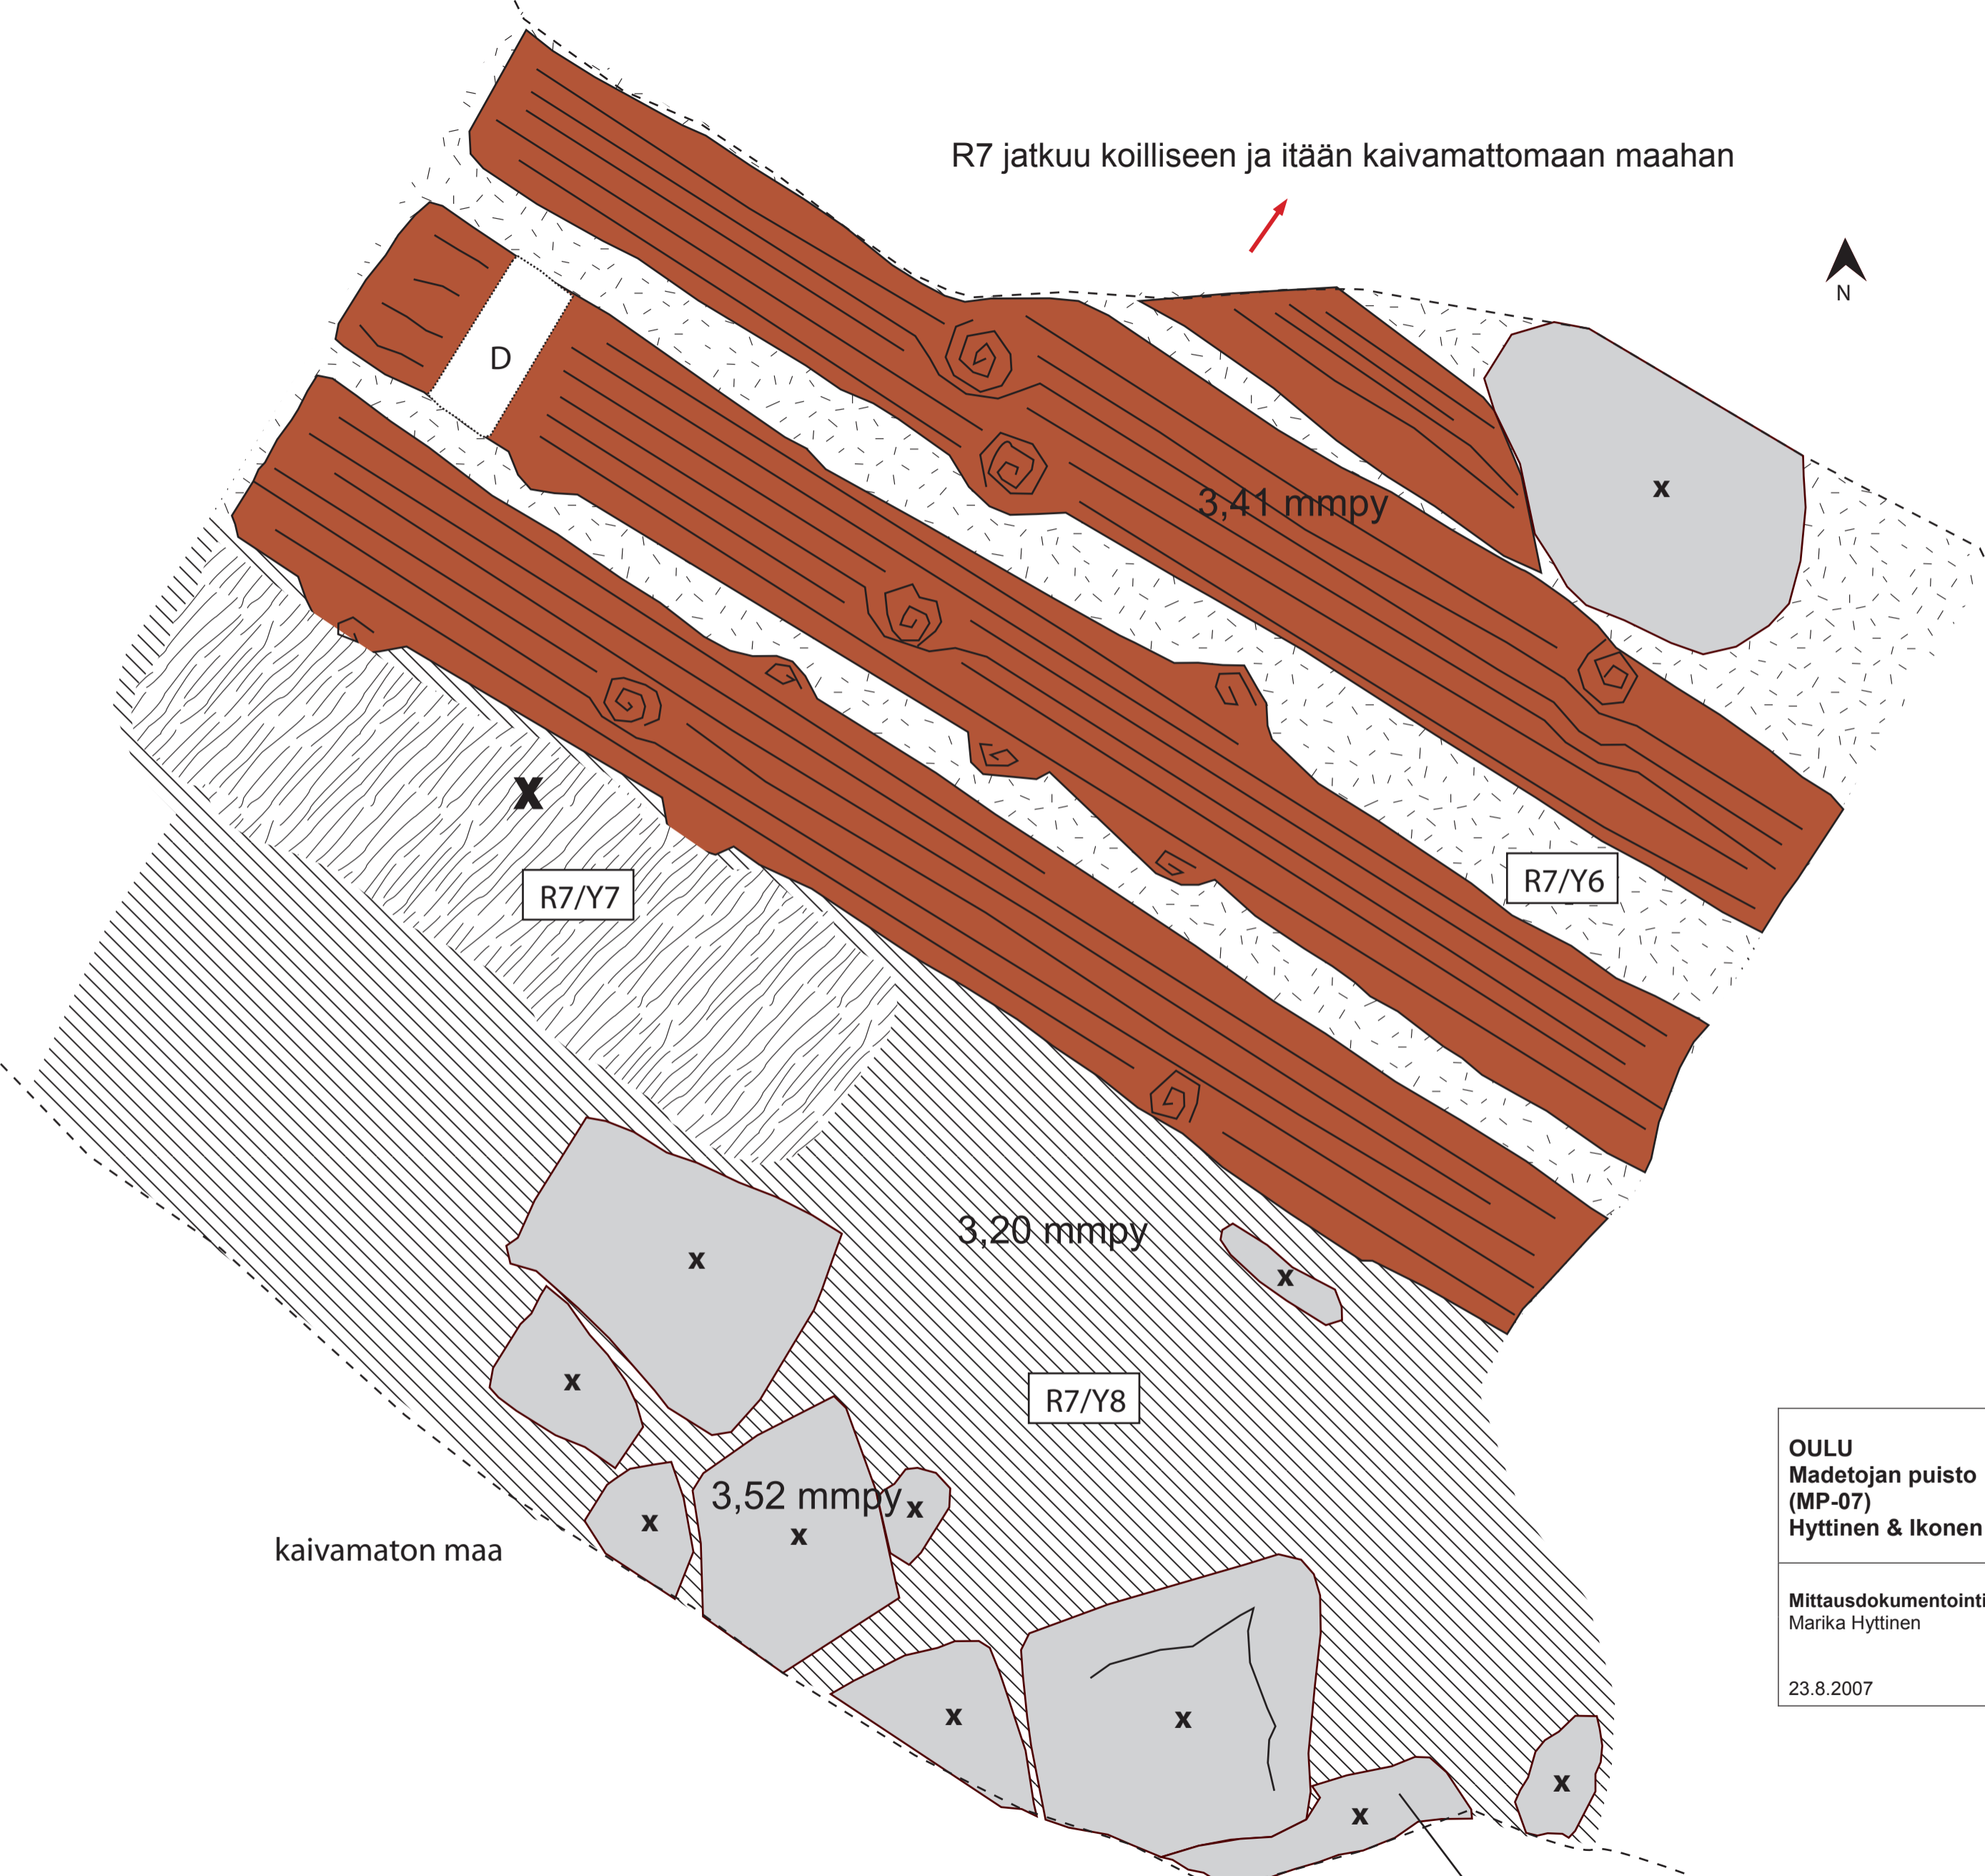 R7 jatkuu koilliseen ja itään kaivamattomaan maahan
N
D
3,41 mmpy
x
x
R7/Y6
R7/Y7
3,20 mmpy
x
x
x
R7/Y8
3,52 mmpy
x
x
x
kaivamaton maa
x
x
x
x
OULU
Madetojan puisto
(MP-07)
Hyttinen & Ikonen
Mittausdokumentointi
Marika Hyttinen
23.8.2007